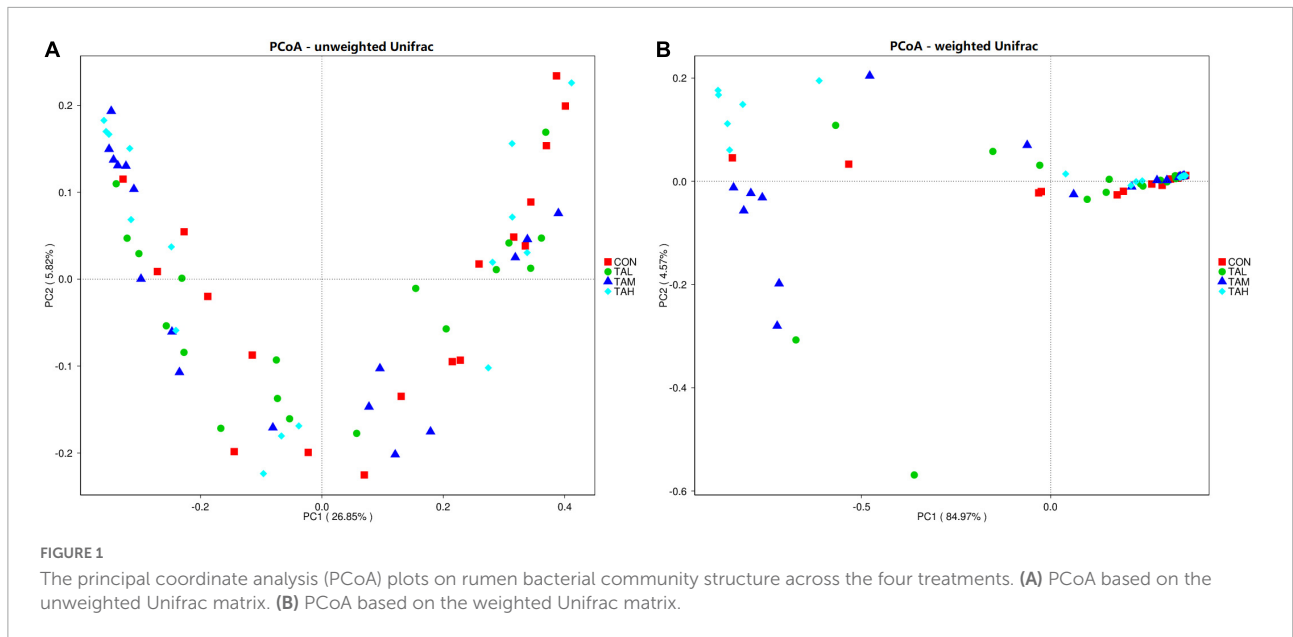 A
PCoA - unweighted Unifrac
0.2
0.1
0.0
-0.1
-0.2
PC2 ( 5.82% )
-0.2
0.0
0.2
0.4
PC1 ( 26.85% )
CON
TAL
TAM
TAH
B
PCoA - weighted Unifrac
0.2
0.0
-0.2
-0.4
-0.6
PC2 ( 4.57% )
-0.5
0.0
PC1 ( 84.97% )
CON
TAL
TAM
TAH
FIGURE 1
The principal coordinate analysis (PCoA) plots on rumen bacterial community structure across the four treatments. (A) PCoA based on the
unweighted Unifrac matrix. (B) PCoA based on the weighted Unifrac matrix.